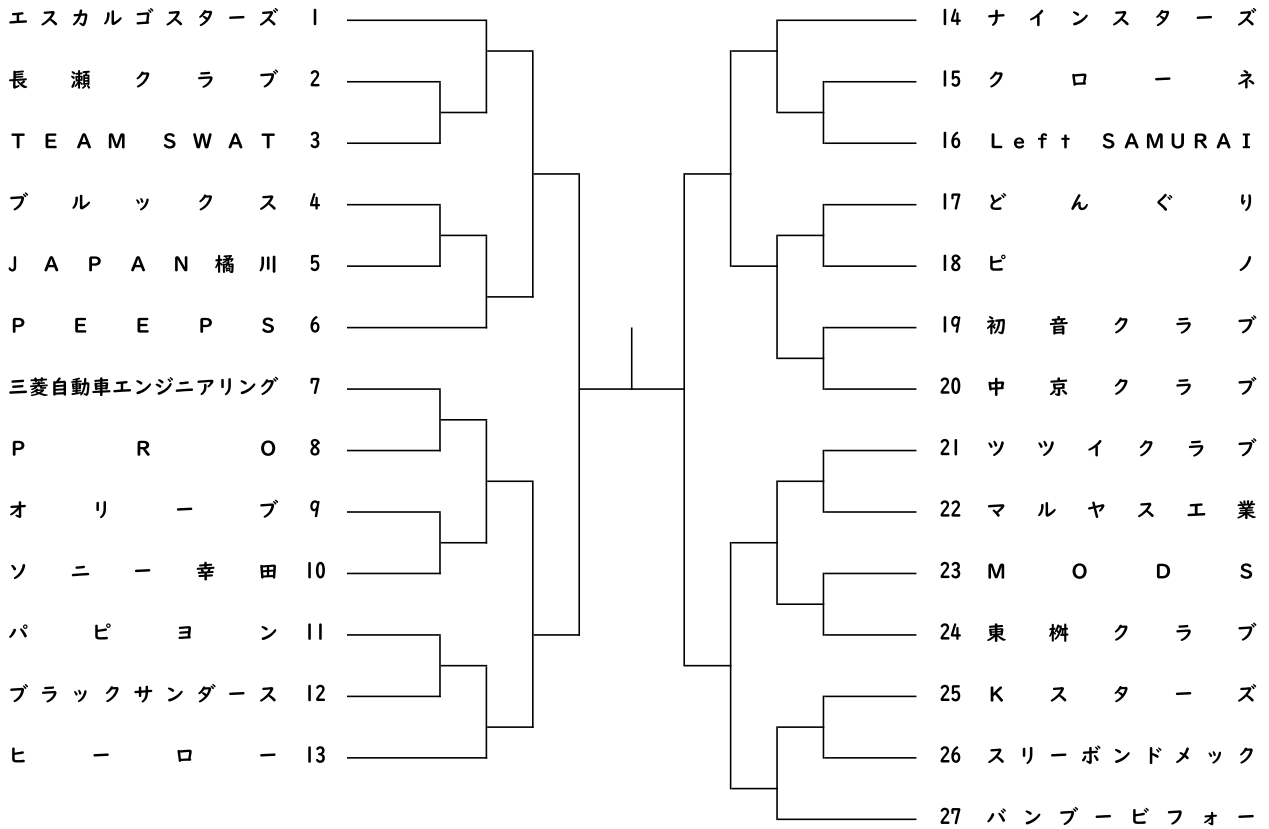 エスカルゴスターズ 1
長瀬クラブ 2
TEAM SWAT 3
ブルックス 4
JAPAN橘川 5
PEEPS 6
三菱自動車エンジニアリング 7
PRO 8
オリーブ 9
ソニー幸田 10
パピヨン 11
ブラックサンダース 12
ヒーロー 13
14 ナインスターズ
15 クローネ
16 Left SAMURAI
17 どんぐり
18 ピノ
19 初音クラブ
20 中京クラブ
21 ツツイクラブ
22 マルヤス工業
23 MODS
24 東桝クラブ
25 Kスターズ
26 スリーボンドメック
27 バンブービフォー